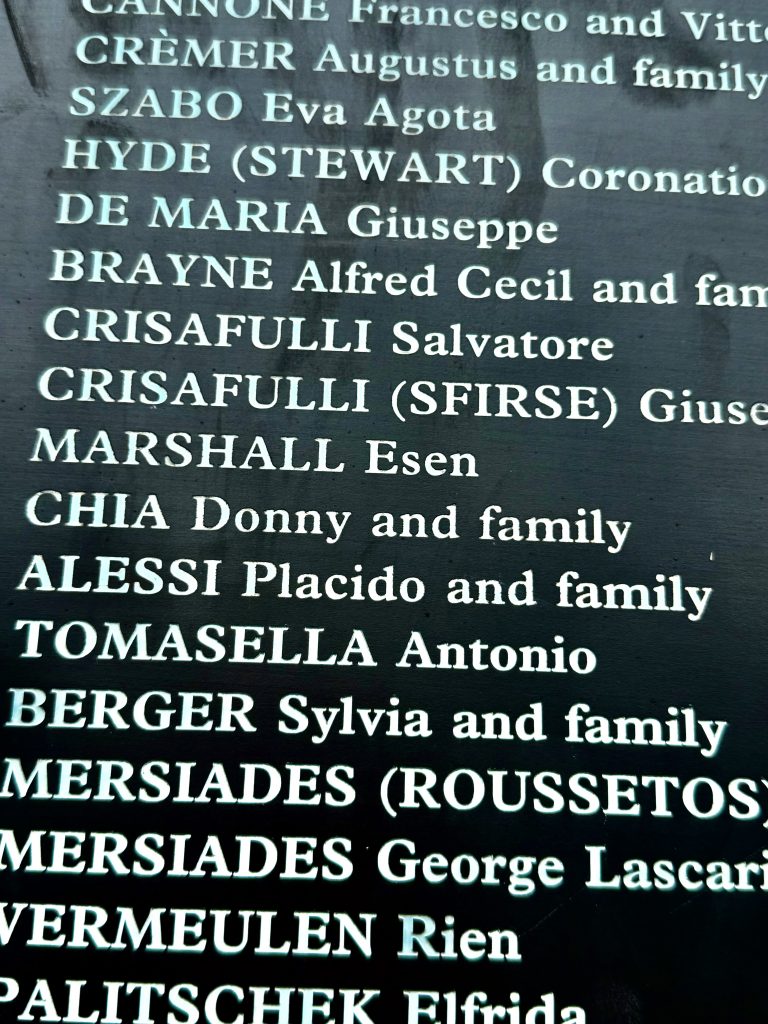 CANNONE Francesco and Vitto
CRÈMER Augustus and family
SZABO Eva Agota
HYDE (STEWART) Coronatio
DE MARIA Giuseppe
BRAYNE Alfred Cecil and fam
CRISAFULLI Salvatore
CRISAFULLI (SFIRSE) Giuse
MARSHALL Esen
CHIA Donny and family
ALESSI Placido and family
TOMASELLA Antonio
BERGER Sylvia and family
MERSIADES (ROUSSETOS)
MERSIADES George Lascari
VERMEULEN Rien
PALITSCHEK Elfrida